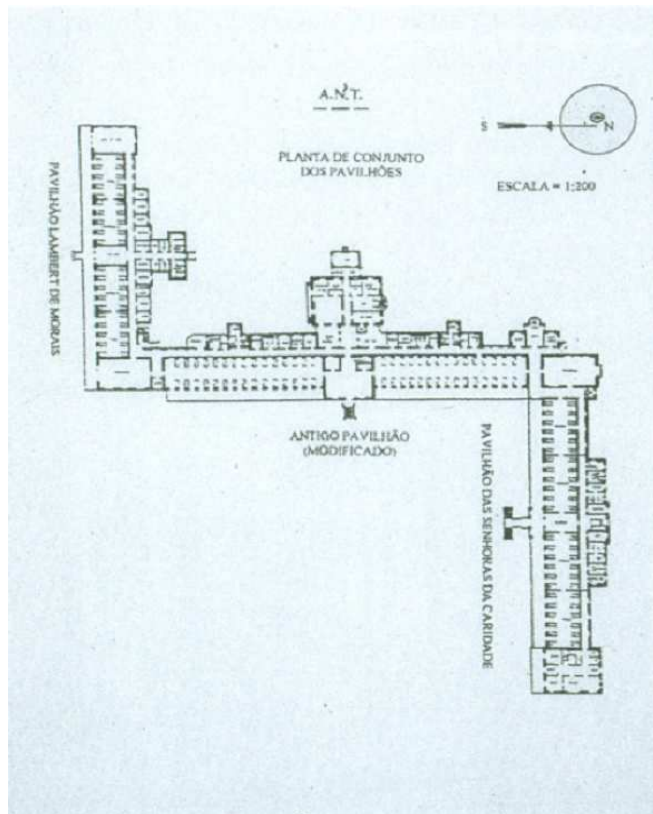 A.N.T.
PLANTA DE CONJUNTO
DOS PAVILHÕES
S
N
ESCALA = 1:200
PAVILHÃO LAMBERT DE MORAIS
ANTIGO PAVILHÃO
(MODIFICADO)
PAVILHÃO DAS SENHORAS DA CARIDADE